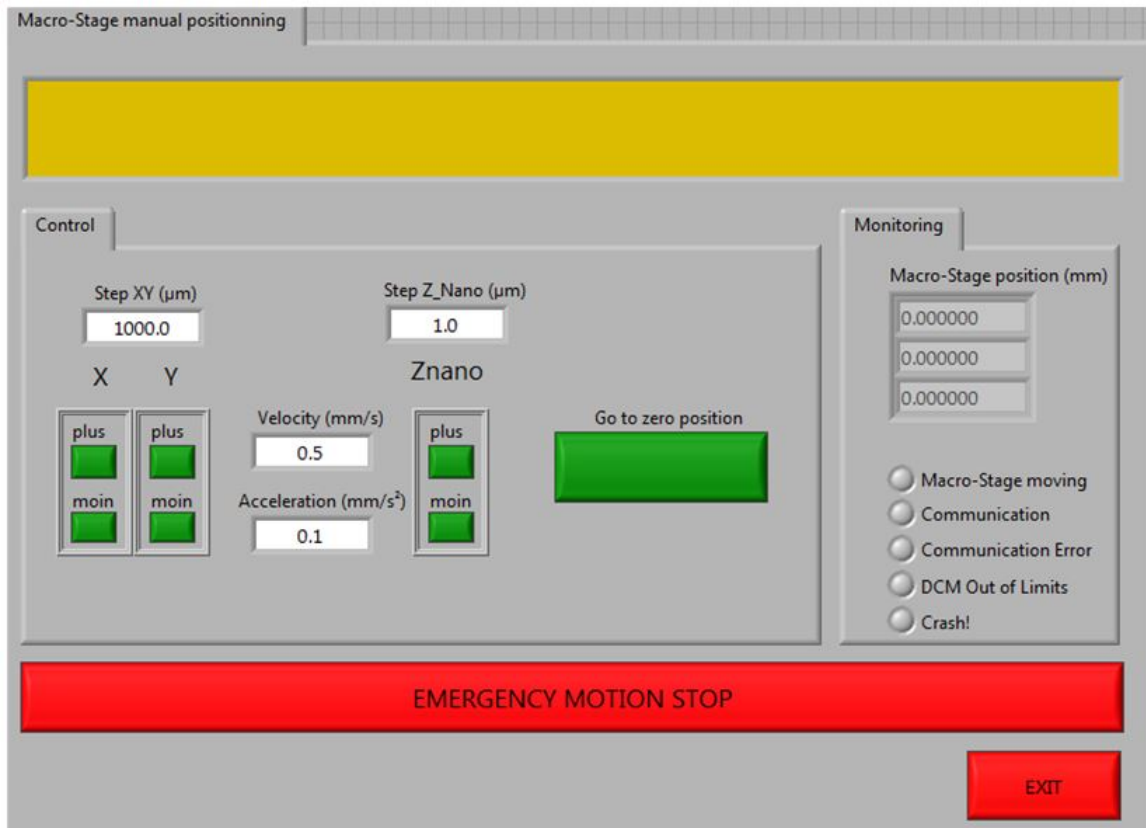 Macro-Stage manual positionning
Control
Step XY (µm)
1000.0
Step Z_Nano (µm)
1.0
X Y
Znano
plus plus
moin moin
Velocity (mm/s)
0.5
Acceleration (mm/s²)
0.1
plus
moin
Go to zero position
Monitoring
Macro-Stage position (mm)
0.000000
0.000000
0.000000
Macro-Stage moving
Communication
Communication Error
DCM Out of Limits
Crash!
EMERGENCY MOTION STOP
EXIT